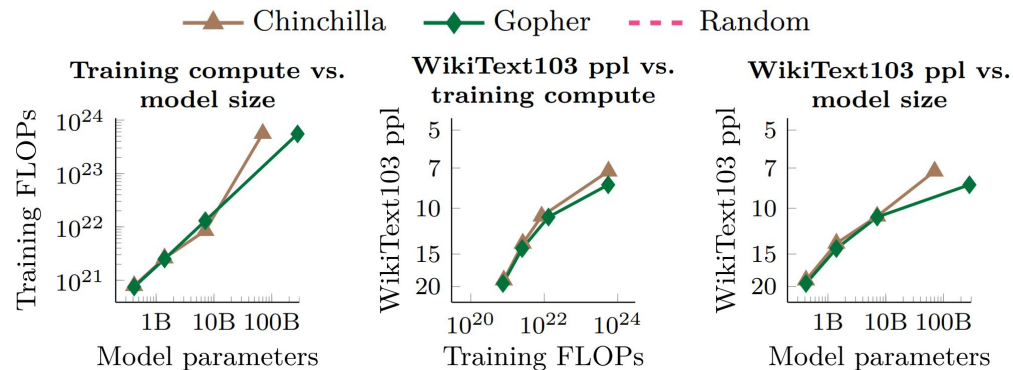 Chinchilla Gopher Random
Training compute vs.
model size
Training FLOPs
10^24
10^23
10^22
10^21
1B 10B 100B
Model parameters
WikiText103 ppl vs.
training compute
WikiText103 ppl
5
7
10
15
20
10^20 10^22 10^24
Training FLOPs
WikiText103 ppl vs.
model size
WikiText103 ppl
5
7
10
15
20
1B 10B 100B
Model parameters